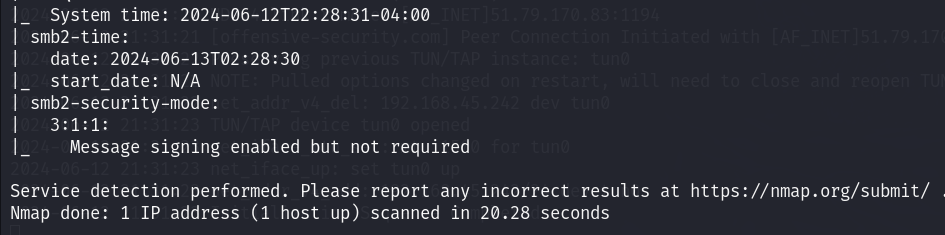 |_  System time: 2024-06-12T22:28:31-04:00
| smb2-time:
|   date: 2024-06-13T02:28:30
|_  start_date: N/A
| smb2-security-mode:
|   3:1:1:
|_    Message signing enabled but not required
Service detection performed. Please report any incorrect results at https://nmap.org/submit/ .
Nmap done: 1 IP address (1 host up) scanned in 20.28 seconds